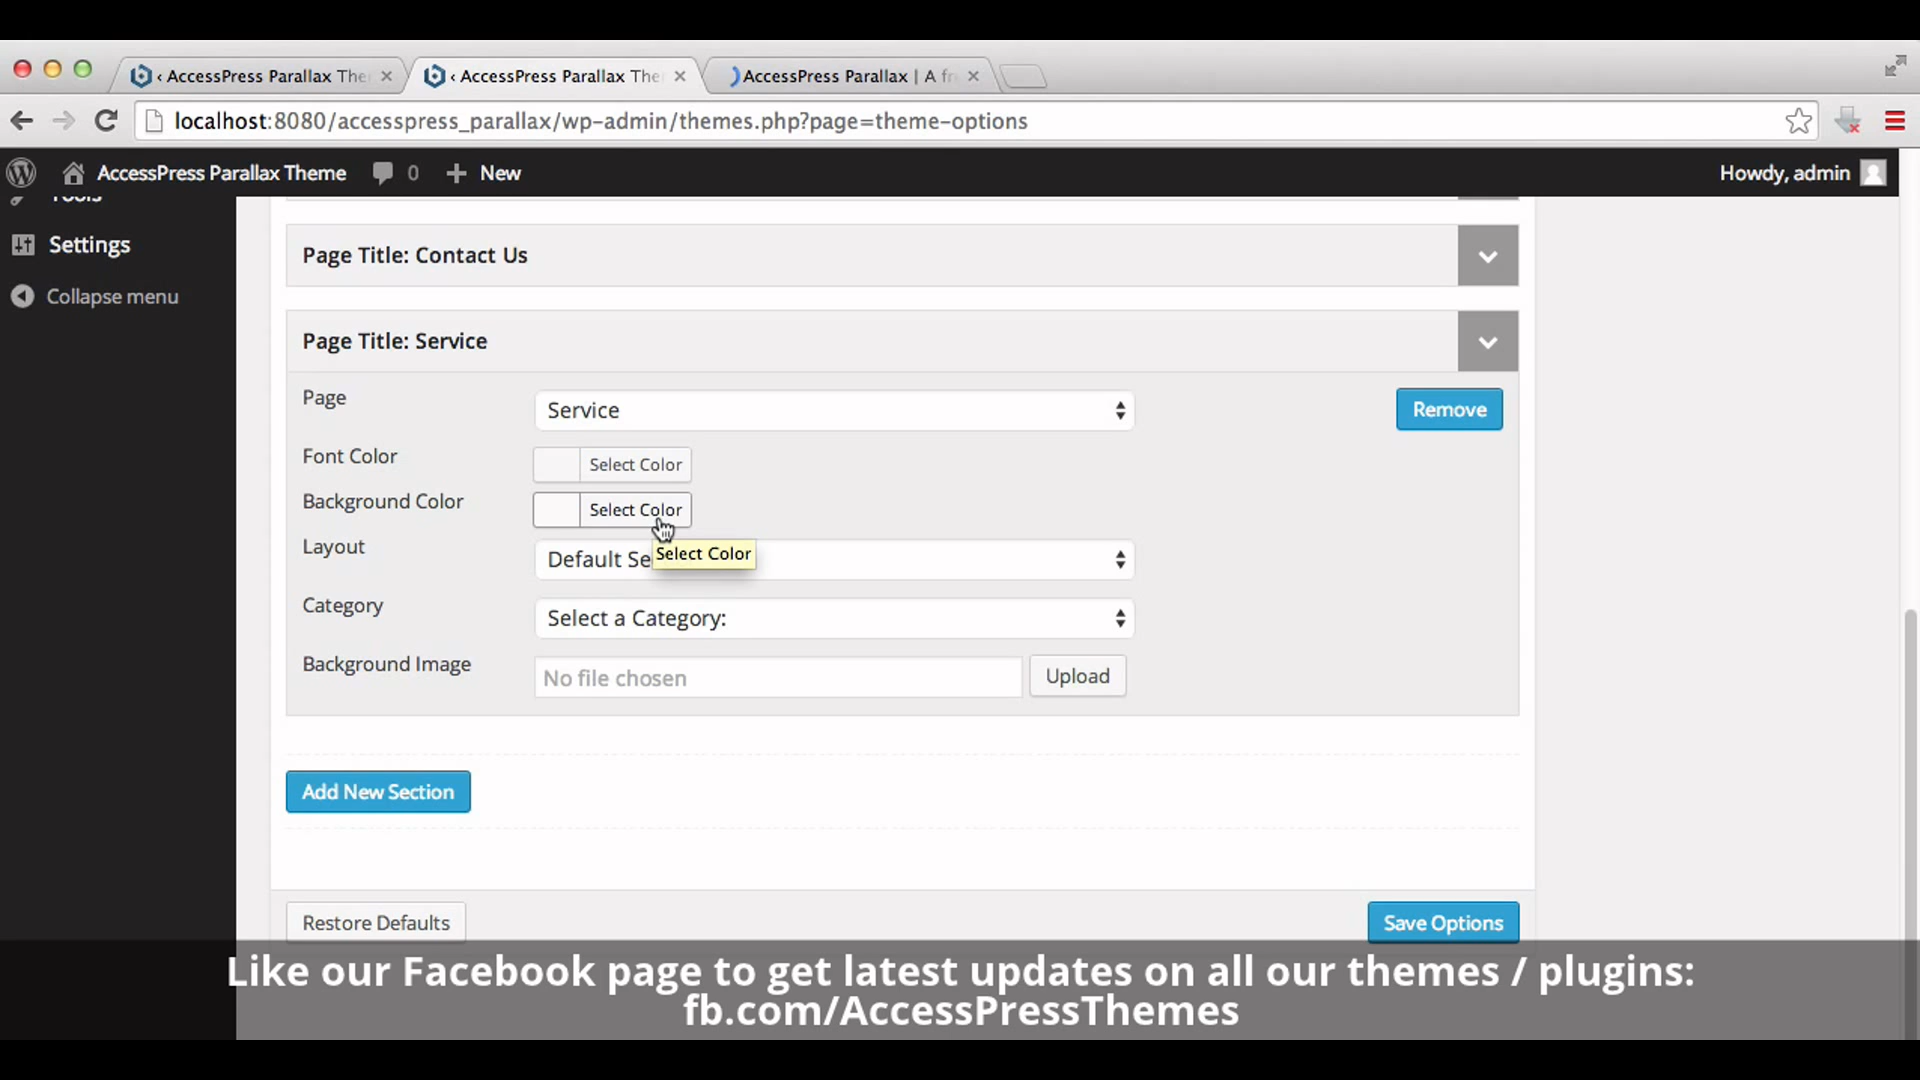 ‹ AccessPress Parallax The
‹ AccessPress Parallax The
AccessPress Parallax | A fr
localhost:8080/accesspress_parallax/wp-admin/themes.php?page=theme-options
AccessPress Parallax Theme
0
New
Howdy, admin
Tools
Settings
Collapse menu
Page Title: Contact Us
Page Title: Service
Page
Service
Remove
Font Color
Select Color
Background Color
Select Color
Select Color
Layout
Default Se
Category
Select a Category:
Background Image
No file chosen
Upload
Add New Section
Restore Defaults
Save Options
Like our Facebook page to get latest updates on all our themes / plugins:
fb.com/AccessPressThemes